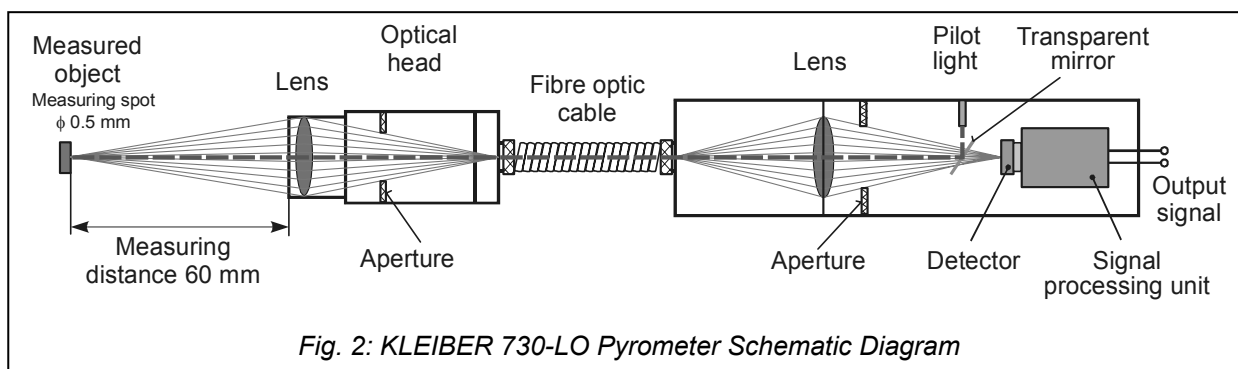 Measured
object
Measuring spot
ϕ 0.5 mm
Lens
Optical
head
Fibre optic
cable
Lens
Pilot
light
Transparent
mirror
Measuring
distance 60 mm
Aperture
Aperture
Detector
Signal
processing unit
Output
signal
Fig. 2: KLEIBER 730-LO Pyrometer Schematic Diagram